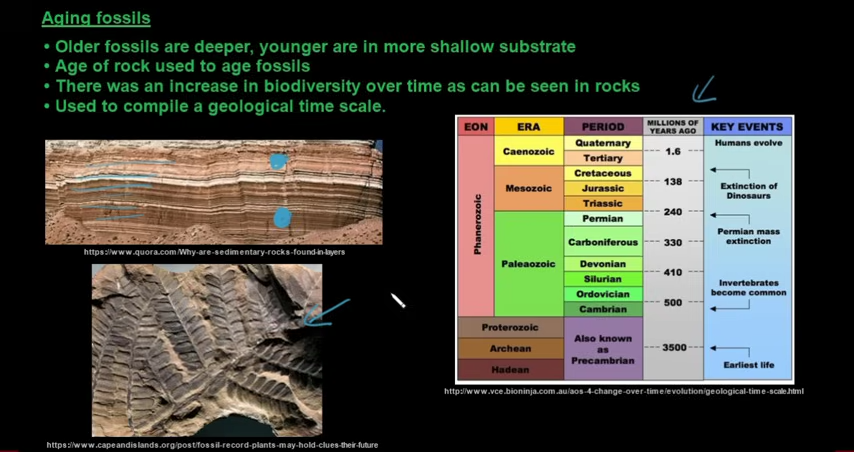 Aging fossils
• Older fossils are deeper, younger are in more shallow substrate
• Age of rock used to age fossils
• There was an increase in biodiversity over time as can be seen in rocks
• Used to compile a geological time scale.
https://www.quora.com/Why-are-sedimentary-rocks-found-in-layers
https://www.capeandislands.org/post/fossil-record-plants-may-hold-clues-their-future
EON ERA PERIOD MILLIONS OF YEARS AGO KEY EVENTS
Phanerozoic
Caenozoic
Mesozoic
Palaeozoic
Quaternary
Tertiary
Cretaceous
Jurassic
Triassic
Permian
Carboniferous
Devonian
Silurian
Ordovician
Cambrian
Proterozoic
Archean
Hadean
Also known
as
Precambrian
1.6
138
240
330
410
500
3500
Humans evolve
Extinction of
Dinosaurs
Permian mass
extinction
Invertebrates
become common
Earliest life
http://www.vce.bioninja.com.au/aos-4-change-over-time/evolution/geological-time-scale.html